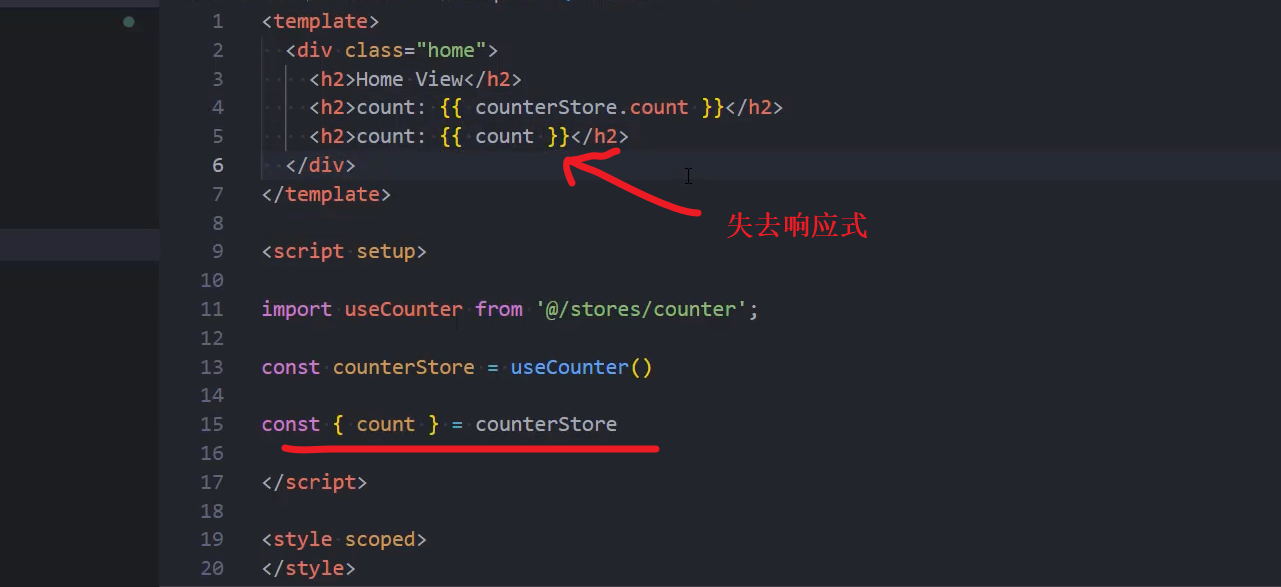 1 <template>
2 <div class="home">
3 <h2>Home View</h2>
4 <h2>count: {{ counterStore.count }}</h2>
5 <h2>count: {{ count }}</h2>
6 </div>
7 </template>
失去响应式
8
9 <script setup>
10
11 import useCounter from '@/stores/counter';
12
13 const counterStore = useCounter()
14
15 const { count } = counterStore
16
17 </script>
18
19 <style scoped>
20 </style>